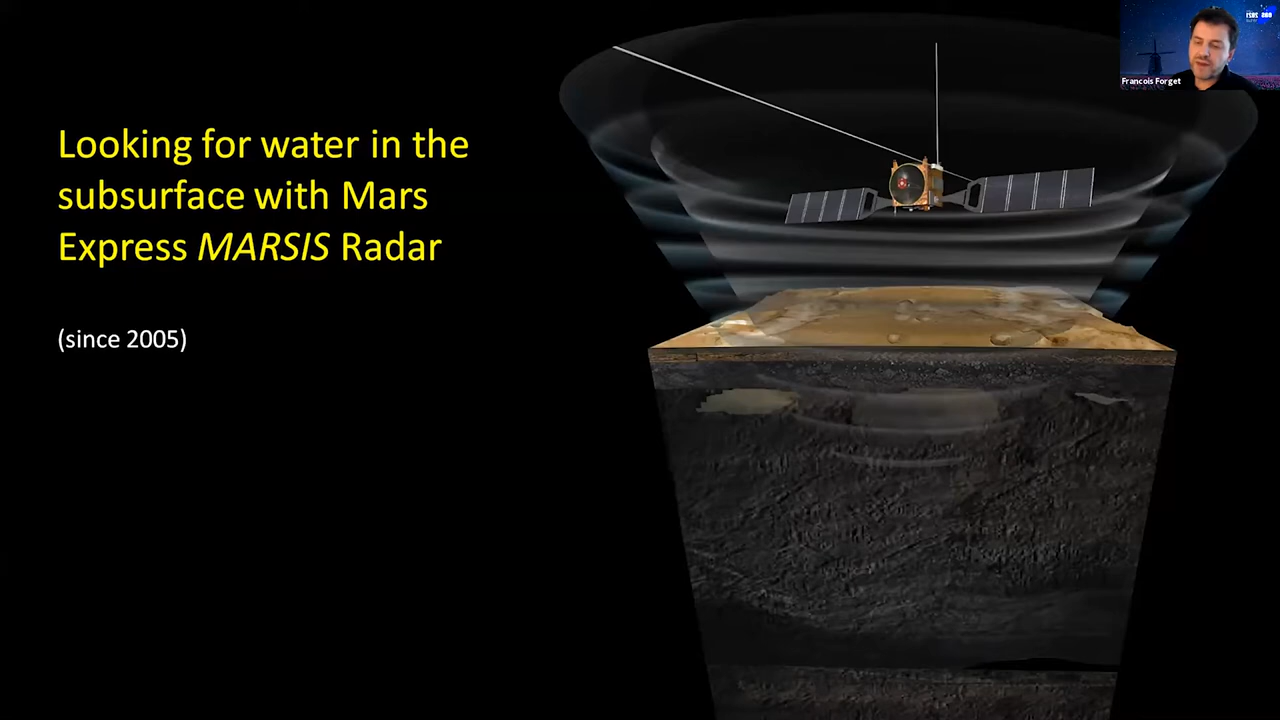 Looking for water in the
subsurface with Mars
Express MARSIS Radar
(since 2005)
Francois Forget